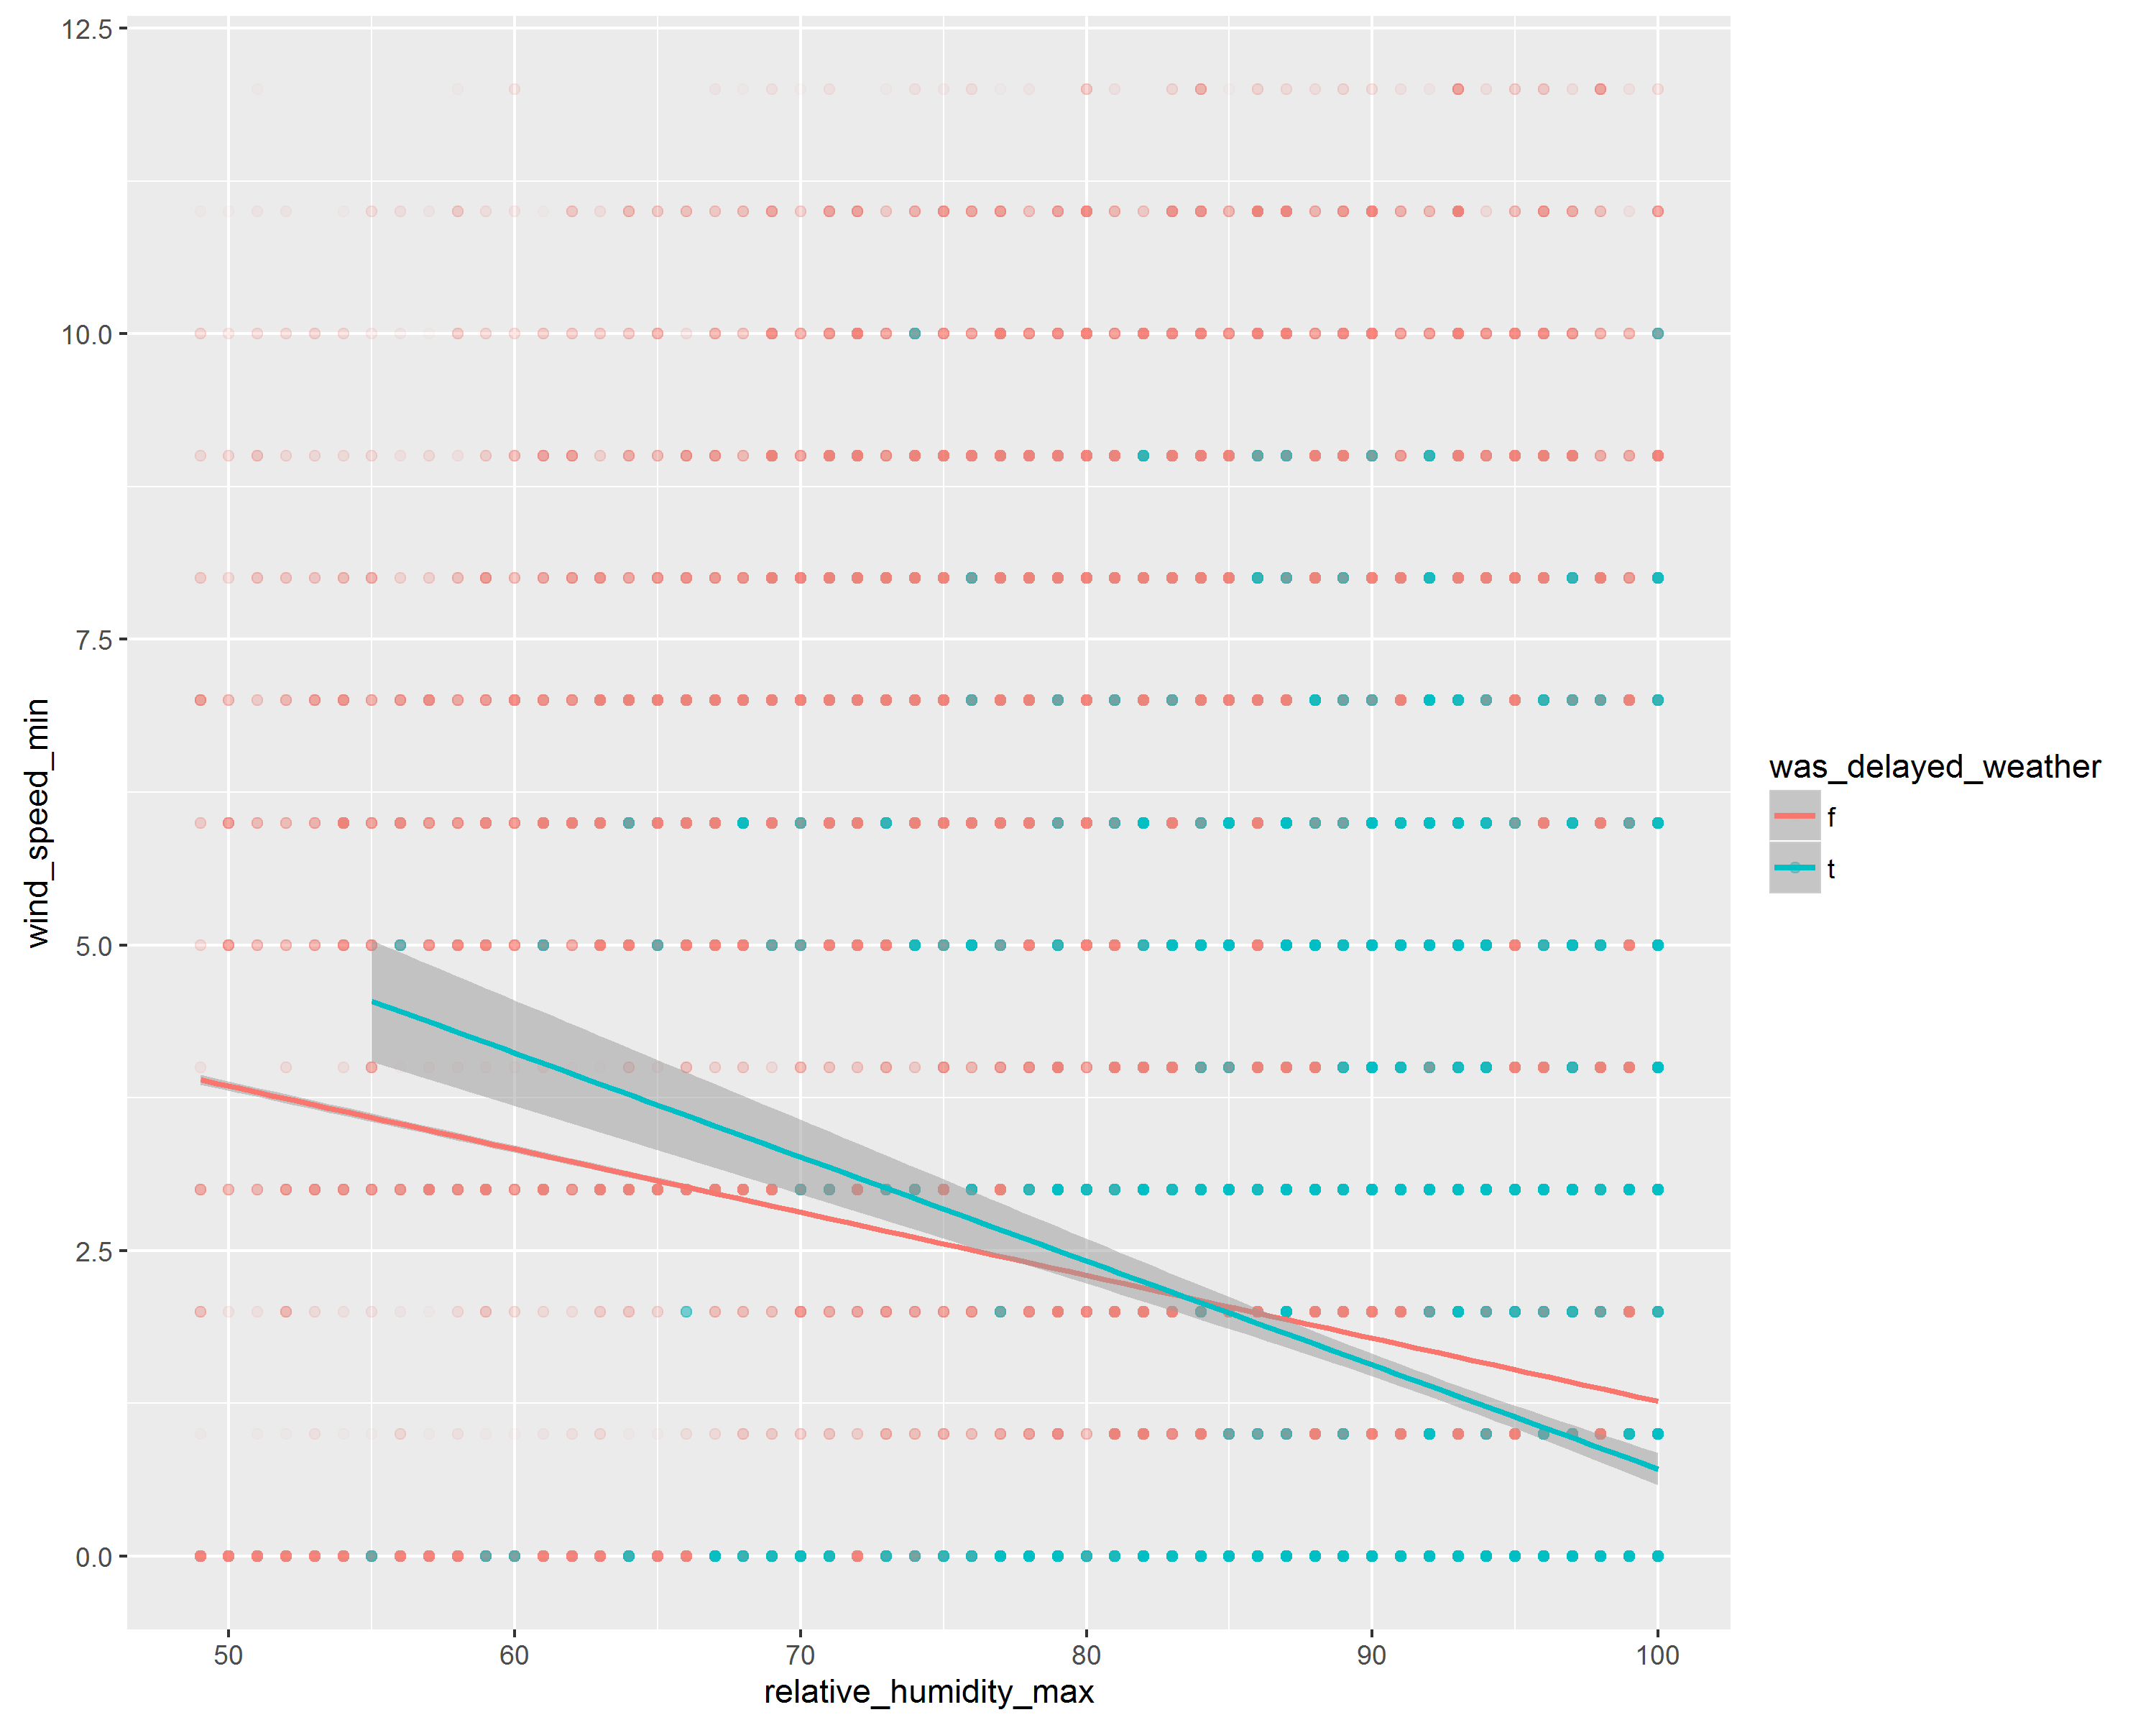 12.5
10.0
7.5
5.0
2.5
0.0
wind_speed_min
50 60 70 80 90 100
relative_humidity_max
was_delayed_weather
f
t